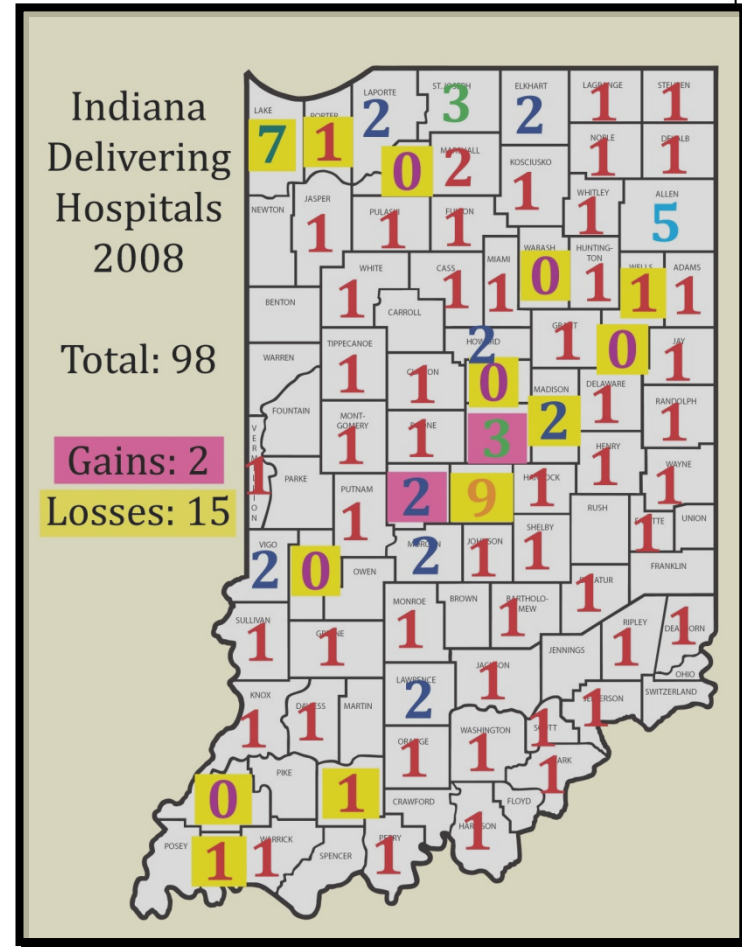 Indiana
Delivering
Hospitals
2008
Total: 98
Gains: 2
Losses: 15
LAKE
7
PORTER
1
LAPORTE
2
ST. JOSEPH
3
ELKHART
2
LAGRANGE
1
STEUBEN
1
0
MARSHALL
2
KOSCIUSKO
1
NOBLE
1
DEKALB
1
NEWTON
JASPER
1
PULASKI
1
FULTON
1
WHITLEY
1
ALLEN
5
WHITE
1
CASS
1
MIAMI
1
WABASH
0
HUNTING-
TON
1
WELLS
1
ADAMS
1
BENTON
CARROLL
WARREN
TIPPECANOE
1
CLINTON
1
HOWARD
2
0
GRANT
1
0
JAY
1
FOUNTAIN
MONT-
GOMERY
1
BOONE
1
3
MADISON
2
DELAWARE
1
RANDOLPH
1
VERMILLION
1
PARKE
PUTNAM
1
2
9
HANCOCK
1
HENRY
1
WAYNE
1
RUSH
1
UNION
VIGO
2
0
OWEN
MORGAN
2
JOHNSON
1
SHELBY
1
DECATUR
1
FRANKLIN
SULLIVAN
1
GREENE
1
MONROE
1
BROWN
BARTHOLO-
MEW
1
JENNINGS
RIPLEY
1
DEARBORN
1
OHIO
SWITZERLAND
KNOX
1
DAVIESS
1
MARTIN
LAWRENCE
2
JACKSON
1
SCOTT
1
JEFFERSON
1
ORANGE
1
WASHINGTON
1
CLARK
1
0
PIKE
1
CRAWFORD
HARRISON
1
FLOYD
POSEY
1
WARRICK
1
SPENCER
PERRY
1